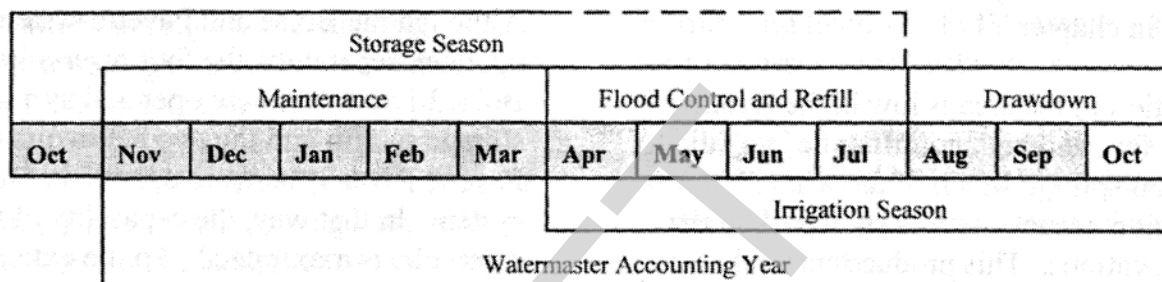 Storage Season
Maintenance Flood Control and Refill Drawdown
Oct Nov Dec Jan Feb Mar Apr May Jun Jul Aug Sep Oct
Irrigation Season
Watermaster Accounting Year